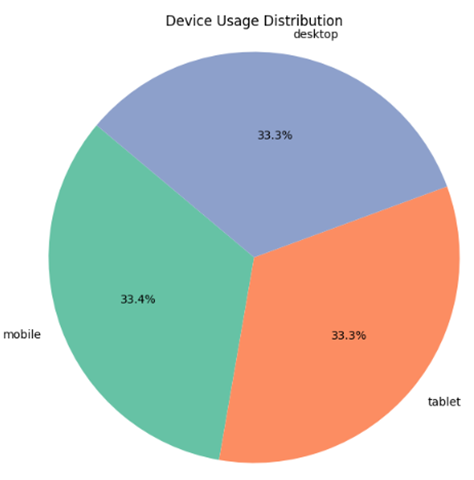 Device Usage Distribution
desktop
33.3%
33.4%
33.3%
mobile
tablet